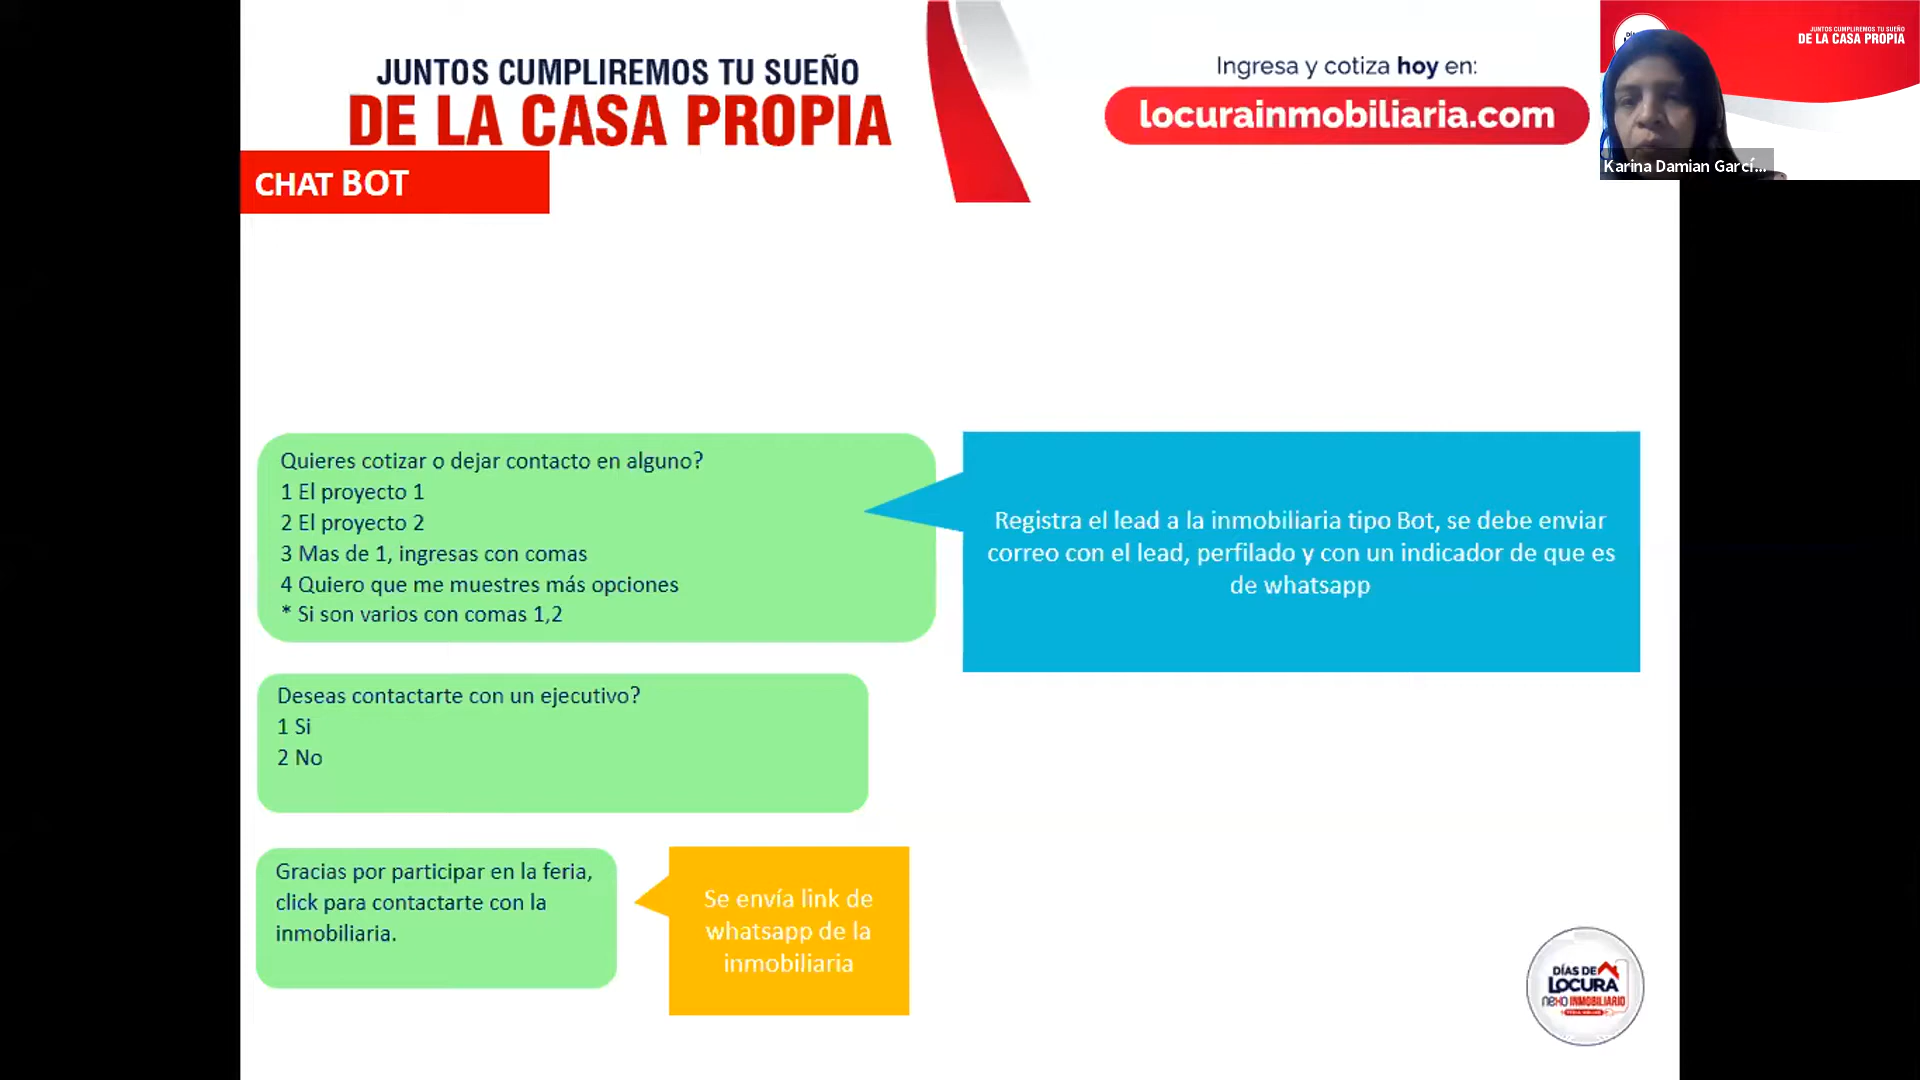 JUNTOS CUMPLIREMOS TU SUEÑO
DE LA CASA PROPIA
Ingresa y cotiza hoy en:
locurainmobiliaria.com
JUNTOS CUMPLIREMOS TU SUEÑO
DE LA CASA PROPIA
Karina Damian Garcí...
CHAT BOT
Quieres cotizar o dejar contacto en alguno?
1 El proyecto 1
2 El proyecto 2
3 Mas de 1, ingresas con comas
4 Quiero que me muestres más opciones
* Si son varios con comas 1,2
Registra el lead a la inmobiliaria tipo Bot, se debe enviar
correo con el lead, perfilado y con un indicador de que es
de whatsapp
Deseas contactarte con un ejecutivo?
1 Si
2 No
Gracias por participar en la feria,
click para contactarte con la
inmobiliaria.
Se envía link de
whatsapp de la
inmobiliaria
DÍAS DE
LOCURA
nexo INMOBILIARIO